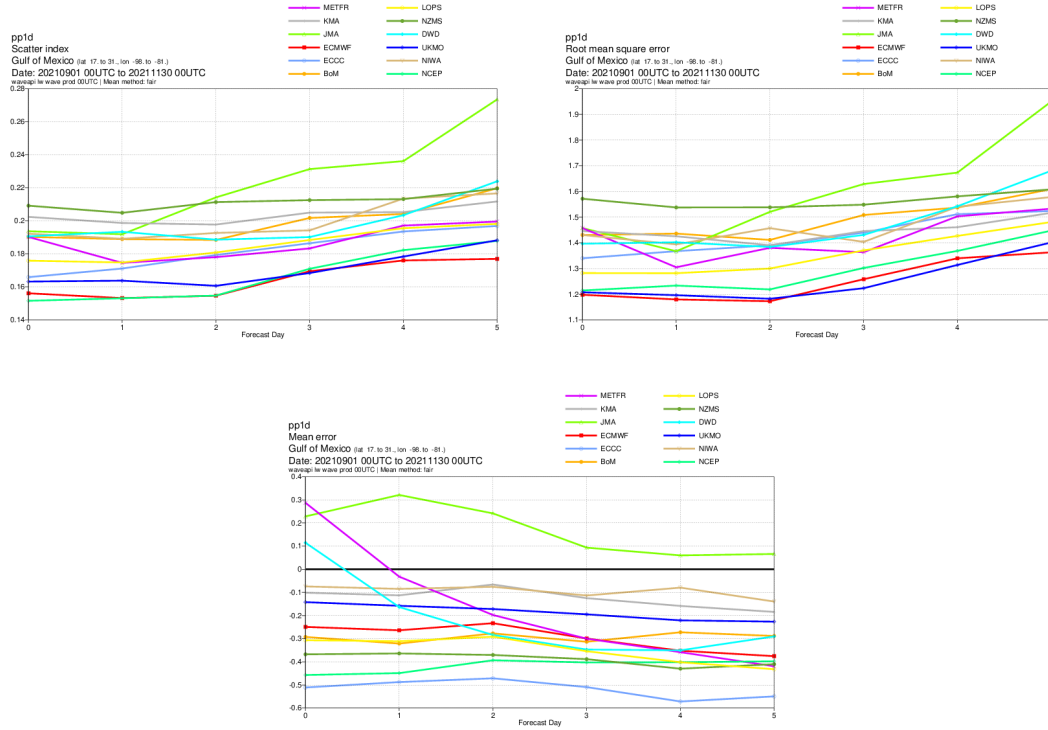 METFR LOPS
KMA NZMS
JMA DWD
ECMWF UKMO
ECCC NIWA
BoM NCEP
pp1d
Scatter index
Gulf of Mexico (lat 17. to 31., lon -98. to -81.)
Date: 20210901 00UTC to 20211130 00UTC
waveapi lw wave prod 00UTC | Mean method: fair
0.28
0.26
0.24
0.22
0.2
0.18
0.16
0.14
0 1 2 3 4 5
Forecast Day
METFR LOPS
KMA NZMS
JMA DWD
ECMWF UKMO
ECCC NIWA
BoM NCEP
pp1d
Root mean square error
Gulf of Mexico (lat 17. to 31., lon -98. to -81.)
Date: 20210901 00UTC to 20211130 00UTC
waveapi lw wave prod 00UTC | Mean method: fair
2
1.9
1.8
1.7
1.6
1.5
1.4
1.3
1.2
1.1
0 1 2 3 4
Forecast Day
METFR LOPS
KMA NZMS
JMA DWD
ECMWF UKMO
ECCC NIWA
BoM NCEP
pp1d
Mean error
Gulf of Mexico (lat 17. to 31., lon -98. to -81.)
Date: 20210901 00UTC to 20211130 00UTC
waveapi lw wave prod 00UTC | Mean method: fair
0.4
0.3
0.2
0.1
0
-0.1
-0.2
-0.3
-0.4
-0.5
-0.6
0 1 2 3 4 5
Forecast Day